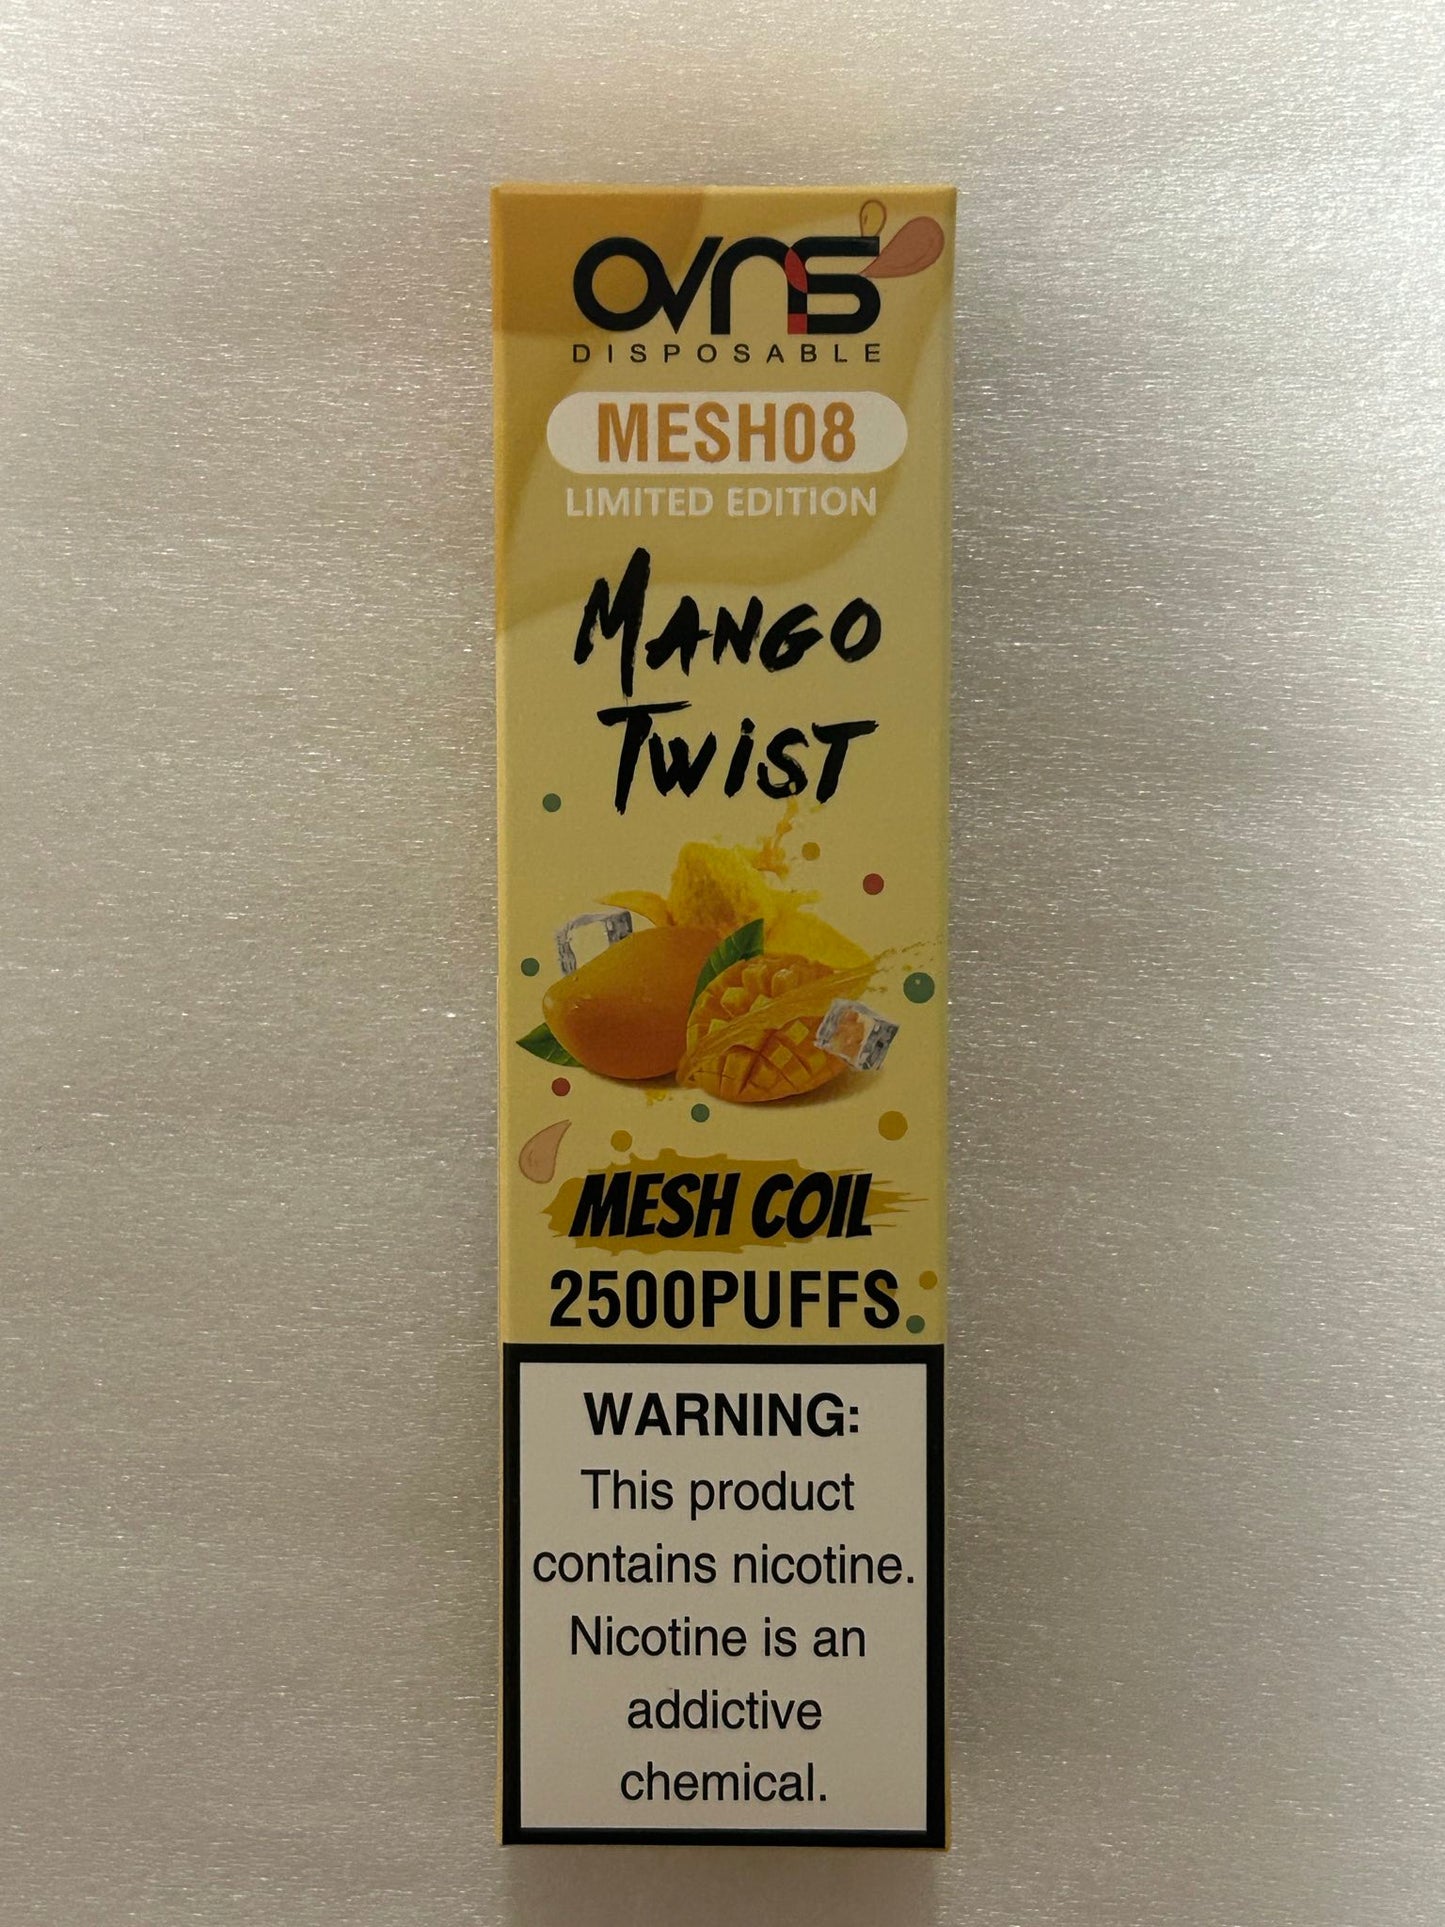 OVNS
DISPOSABLE
MESH08
LIMITED EDITION
MANGO
TWiST
MESH COIL
2500PUFFS
WARNING:
This product
contains nicotine.
Nicotine is an
addictive
chemical.